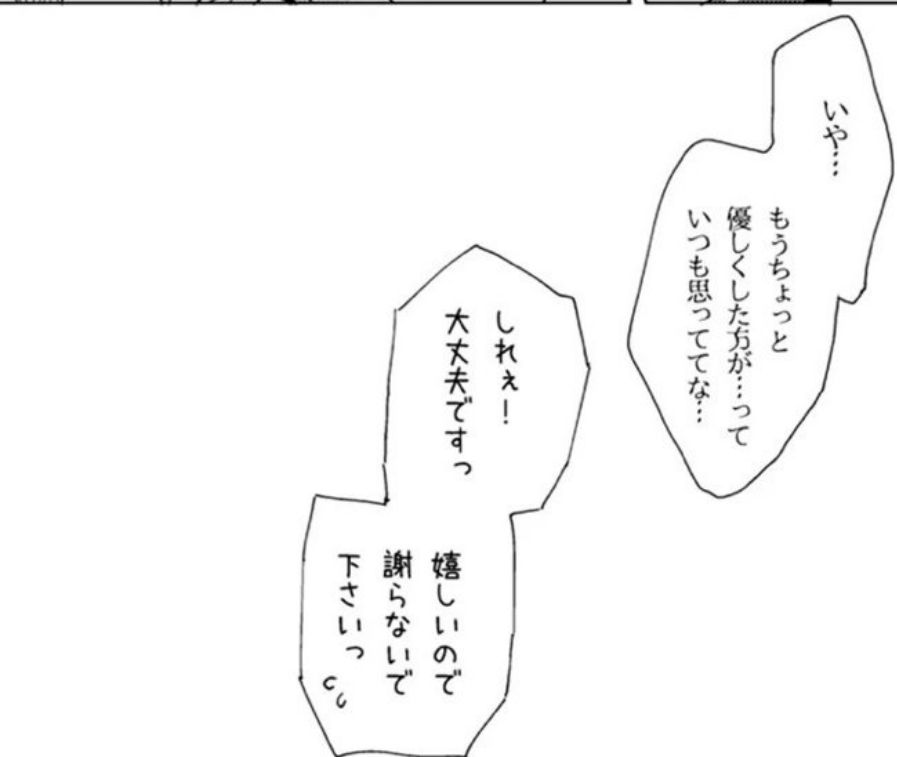 いや…
もうちょっと
優しくした方が…って
いつも思っててな…
しれぇ！
大丈夫ですっ
嬉しいので
謝らないで
下さいっ